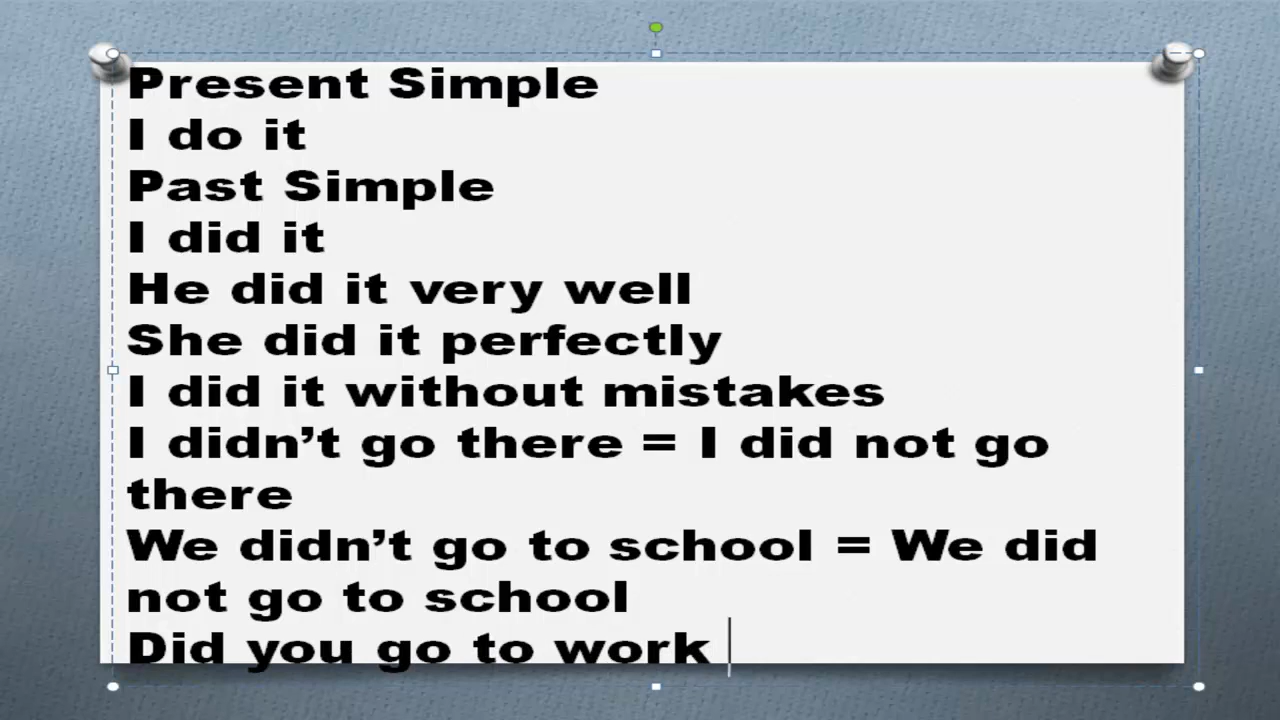 Present Simple
I do it
Past Simple
I did it
He did it very well
She did it perfectly
I did it without mistakes
I didn’t go there = I did not go
there
We didn’t go to school = We did
not go to school
Did you go to work